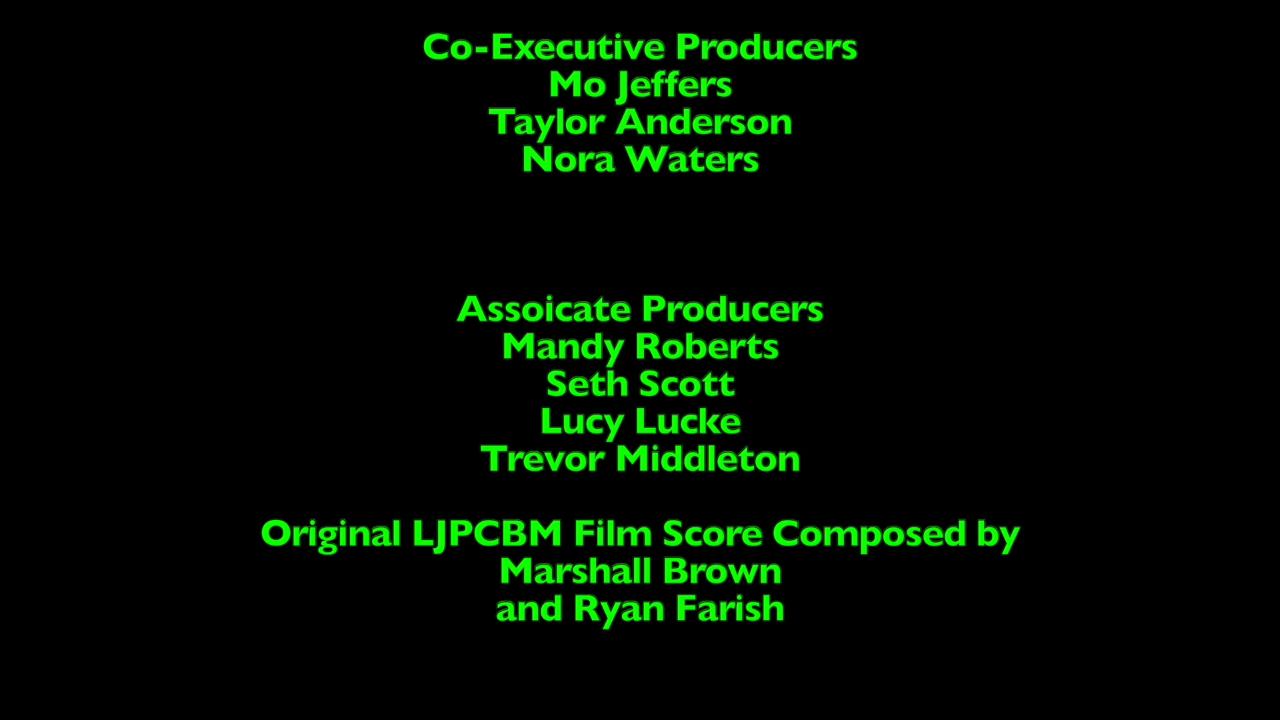 Co-Executive Producers
Mo Jeffers
Taylor Anderson
Nora Waters
Assoicate Producers
Mandy Roberts
Seth Scott
Lucy Lucke
Trevor Middleton
Original LJPCBM Film Score Composed by
Marshall Brown
and Ryan Farish